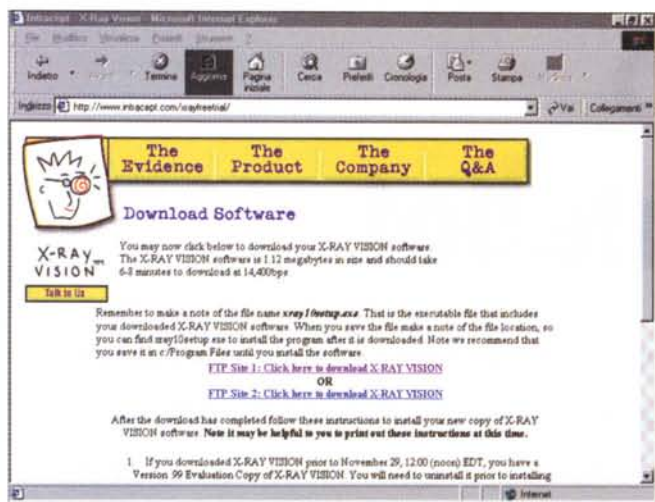 Intracept X-Ray Vision - Microsoft Internet Explorer
File Modifica Visualizza Preferiti Strumenti ?
Indietro Termina Aggiorna Pagina iniziale Cerca Preferiti Cronologia Posta Stampa
Indirizzo http://www.intracept.com/xrayfreetrial/ Vai Collegamenti »
The Evidence The Product The Company The Q&A
Download Software
X-RAY VISION
Talk to Us
You may now click below to download your X-RAY VISION software.
The X-RAY VISION software is 1.12 megabytes in size and should take
6-8 minutes to download at 14,400bps.
Remember to make a note of the file name xray10setup.exe. That is the executable file that includes
your downloaded X-RAY VISION software. When you save the file make a note of the file location, so
you can find xray10setup.exe to install the program after it is downloaded. Note we recommend that
you save it in c:/Program Files until you install the software.
FTP Site 1: Click here to download X-RAY VISION
OR
FTP Site 2: Click here to download X-RAY VISION
After the download has completed follow these instructions to install your new copy of X-RAY
VISION software. Note it may be helpful to you to print out these instructions at this time.
1. If you downloaded X-RAY VISION prior to November 29, 12:00 (noon) EDT, you have a
Version .99 Evaluation Copy of X-RAY VISION. You will need to uninstall it prior to installing
Internet